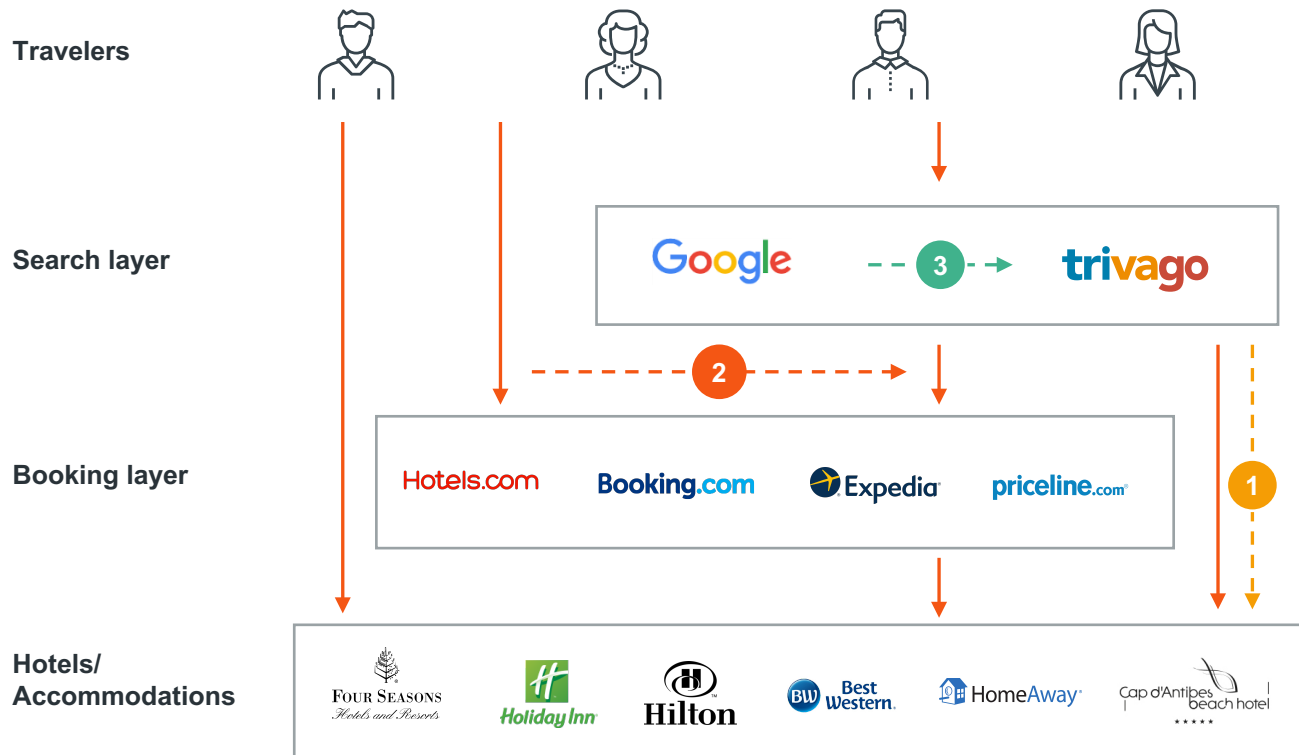 Travelers
Search layer
Google
3
trivago
2
Booking layer
Hotels.com
Booking.com
Expedia
priceline.com®
1
Hotels/
Accommodations
FOUR SEASONS
Hotels and Resorts
H
Holiday Inn
H
Hilton™
BW
Best
Western.
HomeAway®
Cap d'Antibes
beach hotel